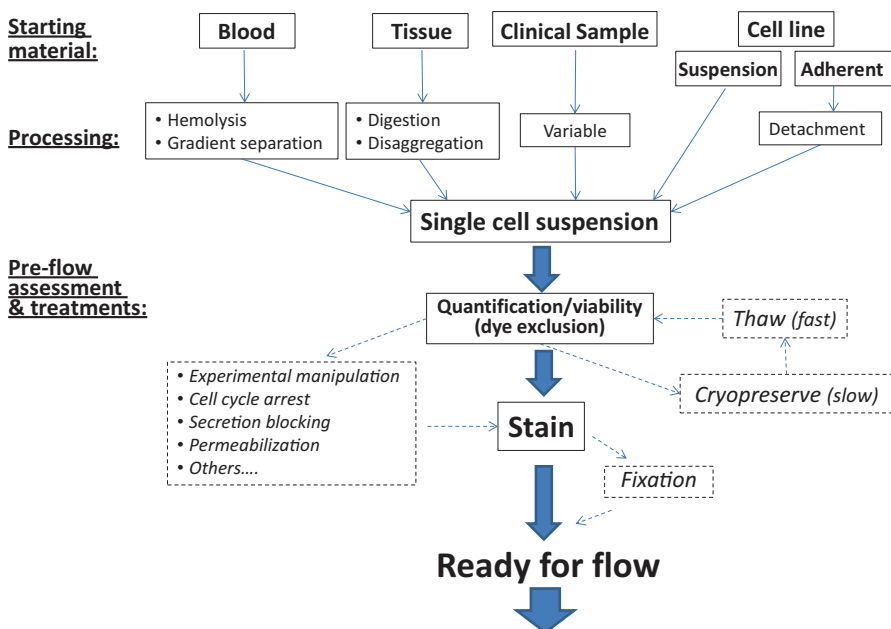 Starting
material:
Blood
Tissue
Clinical Sample
Cell line
Suspension
Adherent
Processing:
• Hemolysis
• Gradient separation
• Digestion
• Disaggregation
Variable
Detachment
Single cell suspension
Pre-flow
assessment
& treatments:
Quantification/viability
(dye exclusion)
Thaw (fast)
Cryopreserve (slow)
• Experimental manipulation
• Cell cycle arrest
• Secretion blocking
• Permeabilization
• Others....
Stain
Fixation
Ready for flow